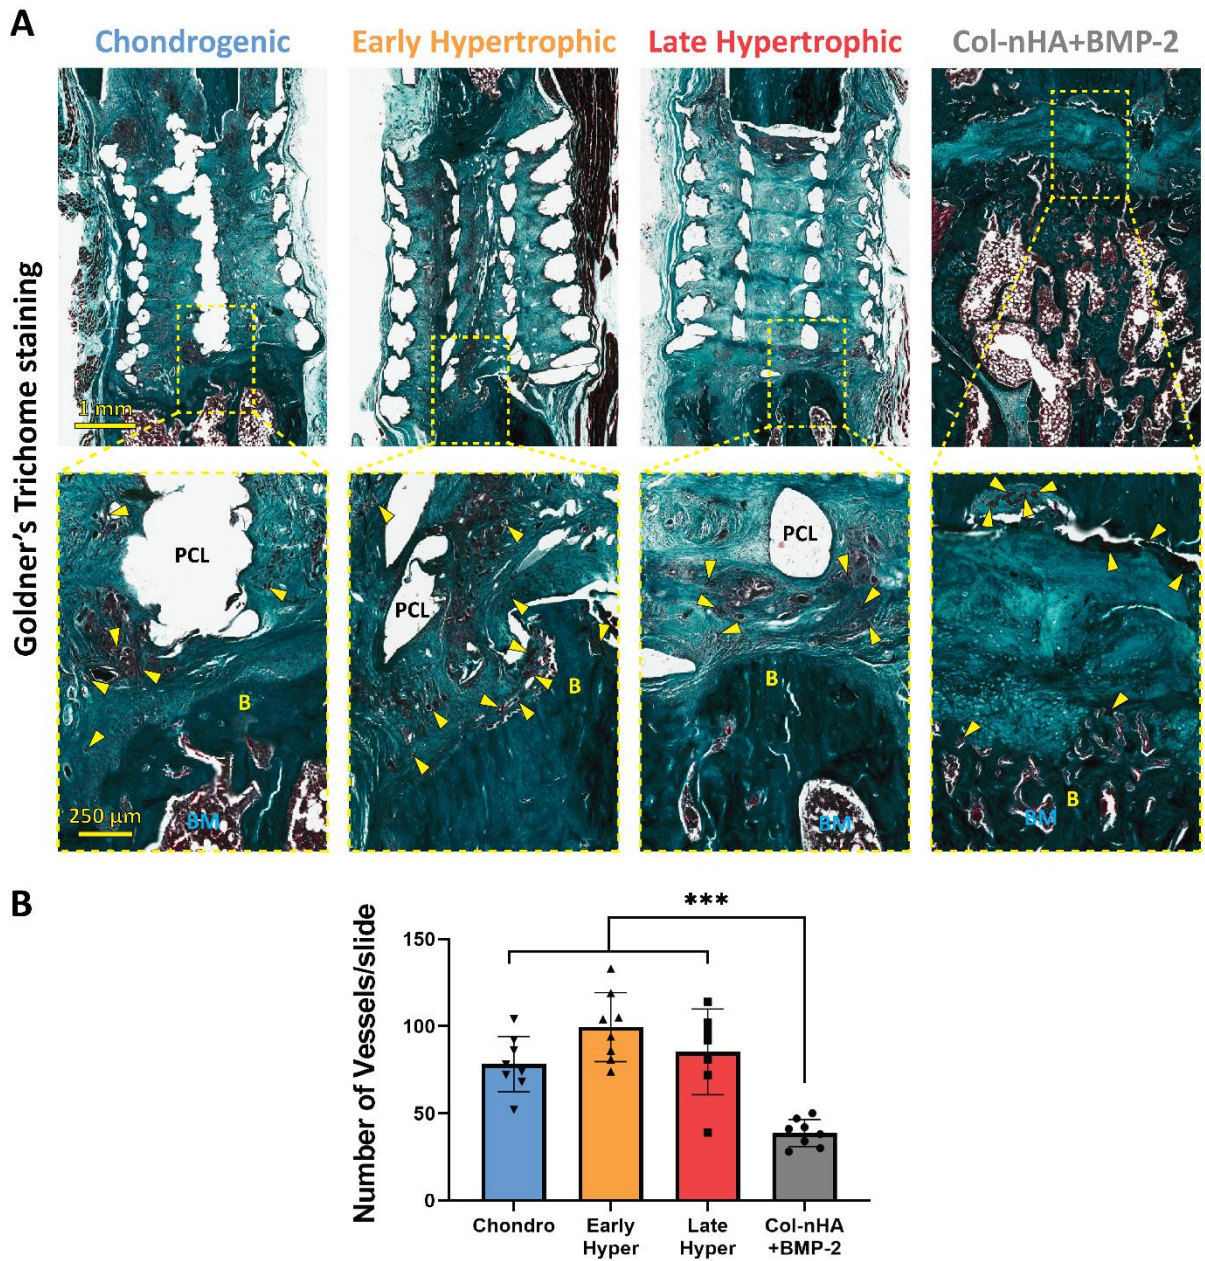 A
Chondrogenic
Early Hypertrophic
Late Hypertrophic
Col-nHA+BMP-2
Goldner's Trichome staining
1 mm
PCL
B
BM
250 µm
PCL
B
PCL
B
BM
B
BM
B
***
Number of Vessels/slide
150
100
50
0
Chondro
Early
Hyper
Late
Hyper
Col-nHA
+BMP-2